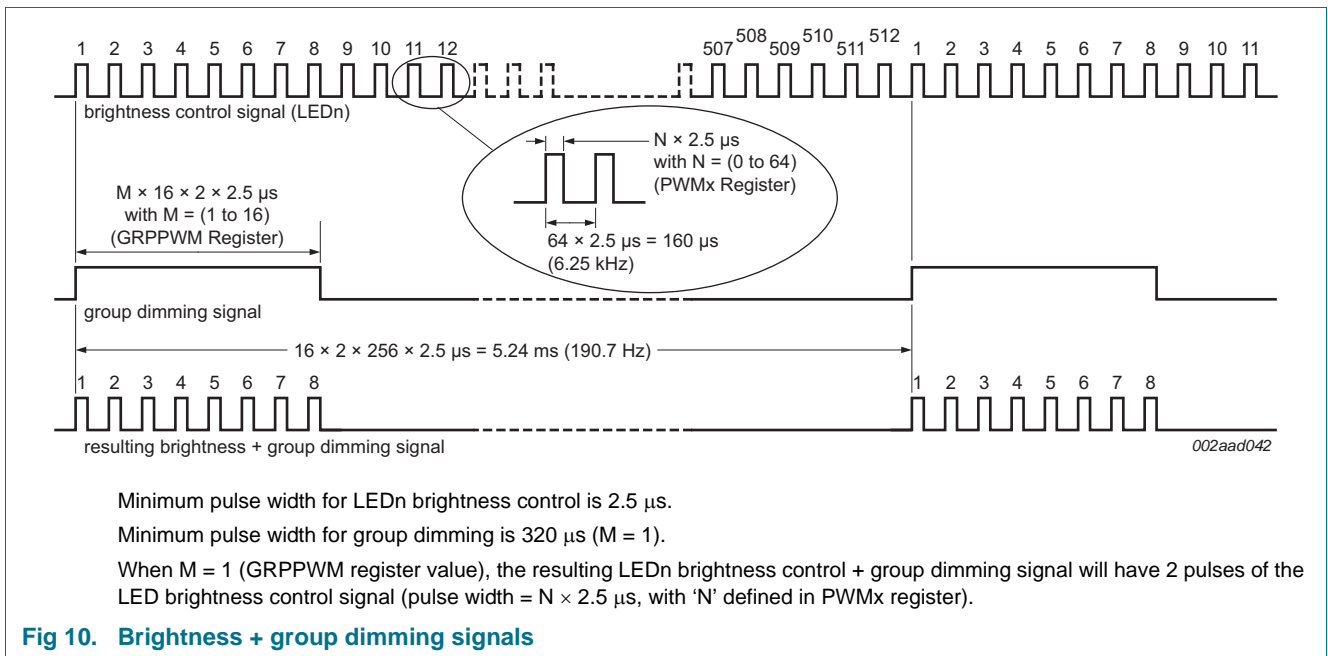 1 2 3 4 5 6 7 8 9 10 11 12 507 508 509 510 511 512 1 2 3 4 5 6 7 8 9 10 11
brightness control signal (LEDn)
N × 2.5 μs
with N = (0 to 64)
(PWMx Register)
M × 16 × 2 × 2.5 μs
with M = (1 to 16)
(GRPPWM Register)
64 × 2.5 μs = 160 μs
(6.25 kHz)
group dimming signal
16 × 2 × 256 × 2.5 μs = 5.24 ms (190.7 Hz)
1 2 3 4 5 6 7 8 1 2 3 4 5 6 7 8
resulting brightness + group dimming signal
002aad042
Minimum pulse width for LEDn brightness control is 2.5 μs.
Minimum pulse width for group dimming is 320 μs (M = 1).
When M = 1 (GRPPWM register value), the resulting LEDn brightness control + group dimming signal will have 2 pulses of the
LED brightness control signal (pulse width = N × 2.5 μs, with ‘N’ defined in PWMx register).
Fig 10. Brightness + group dimming signals